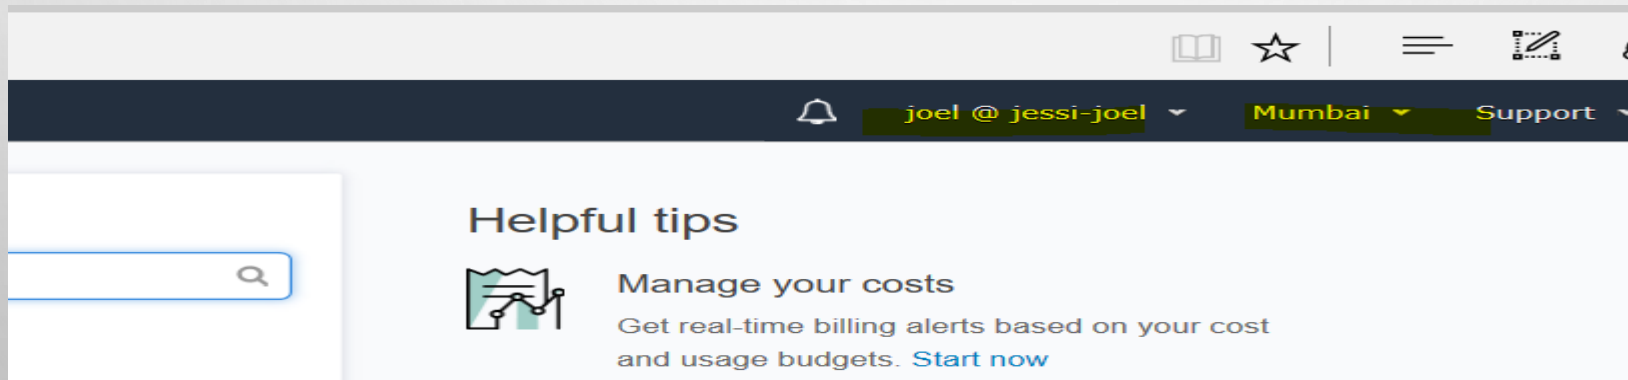 joel @ jessi-joel Mumbai Support
Helpful tips
Manage your costs
Get real-time billing alerts based on your cost
and usage budgets. Start now